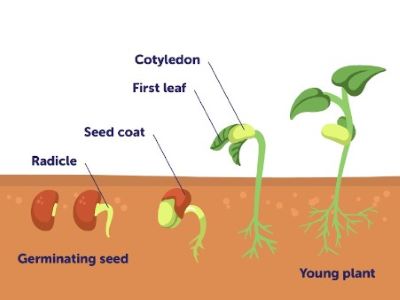 Cotyledon
First leaf
Seed coat
Radicle
Germinating seed
Young plant